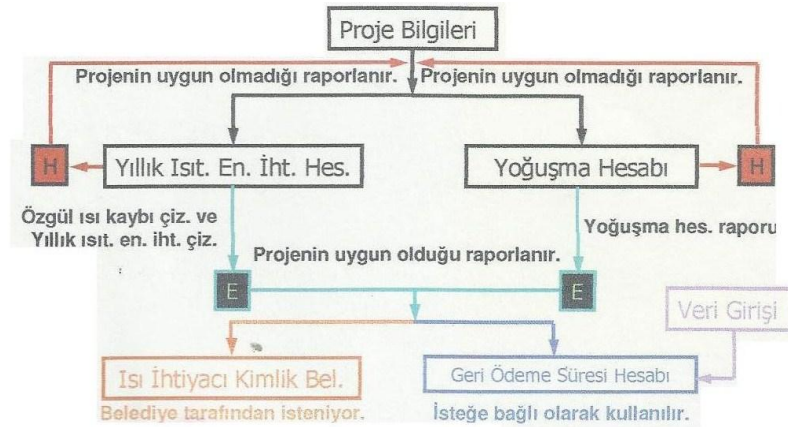 Proje Bilgileri
Projenin uygun olmadığı raporlanır.
Projenin uygun olmadığı raporlanır.
H
Yıllık Isıt. En. İht. Hes.
Yoğuşma Hesabı
H
Özgül ısı kaybı çiz. ve
Yıllık ısıt. en. iht. çiz.
Yoğuşma hes. raporu
Projenin uygun olduğu raporlanır.
E
E
Veri Girişi
Isı İhtiyacı Kimlik Bel.
Geri Ödeme Süresi Hesabı
Belediye tarafından isteniyor.
İsteğe bağlı olarak kullanılır.